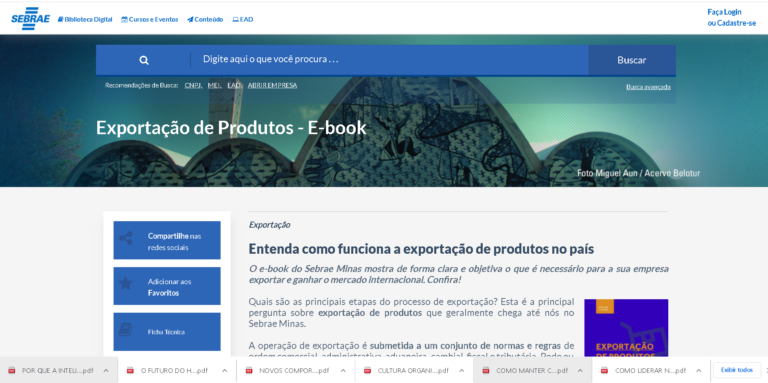 SEBRAE
Biblioteca Digital
Cursos e Eventos
Conteúdo
EAD
Faça Login
ou Cadastre-se
Digite aqui o que você procura . . .
Buscar
Recomendações de Busca: CNPJ, MEI, EAD, ABRIR EMPRESA
Busca avançada
Exportação de Produtos - E-book
Foto Miguel Aun / Acervo Belotur
Compartilhe nas
redes sociais
Adicionar aos
Favoritos
Ficha Técnica
Exportação
Entenda como funciona a exportação de produtos no país
O e-book do Sebrae Minas mostra de forma clara e objetiva o que é necessário para a sua empresa
exportar e ganhar o mercado internacional. Confira!
Quais são as principais etapas do processo de exportação? Esta é a principal
pergunta sobre exportação de produtos que geralmente chega até nós no
Sebrae Minas.
A operação de exportação é submetida a um conjunto de normas e regras de
ordem comercial, administrativa, aduaneira, cambial, fiscal e tributária. Pode ou
EXPORTAÇÃO
DE PRODUTOS
POR QUE A INTELI....pdf
O FUTURO DO H....pdf
NOVOS COMPOR....pdf
CULTURA ORGANI....pdf
COMO MANTER C....pdf
COMO LIDERAR N....pdf
Exibir todos